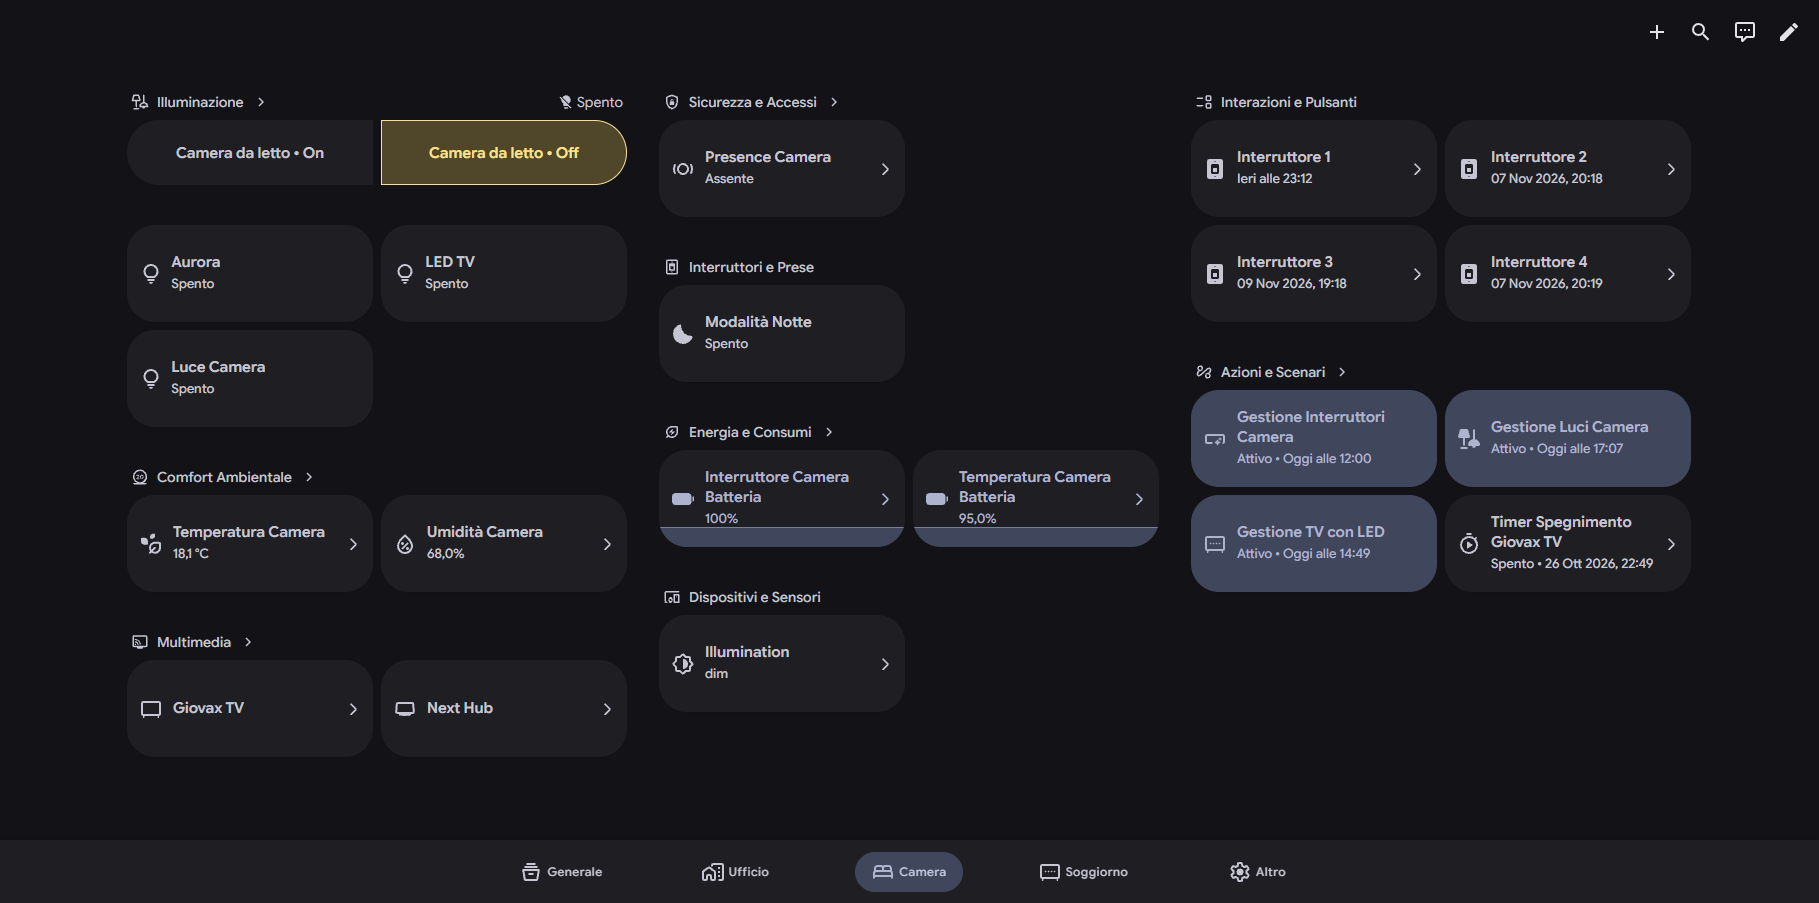 Illuminazione
Spento
Camera da letto • On
Camera da letto • Off
Aurora
Spento
LED TV
Spento
Luce Camera
Spento
Comfort Ambientale
Temperatura Camera
18,1 °C
Umidità Camera
68,0%
Multimedia
Giovax TV
Next Hub
Sicurezza e Accessi
Presence Camera
Assente
Interruttori e Prese
Modalità Notte
Spento
Energia e Consumi
Interruttore Camera
Batteria
100%
Temperatura Camera
Batteria
95,0%
Dispositivi e Sensori
Illumination
dim
Interazioni e Pulsanti
Interruttore 1
Ieri alle 23:12
Interruttore 2
07 Nov 2026, 20:18
Interruttore 3
09 Nov 2026, 19:18
Interruttore 4
07 Nov 2026, 20:19
Azioni e Scenari
Gestione Interruttori
Camera
Attivo • Oggi alle 12:00
Gestione Luci Camera
Attivo • Oggi alle 17:07
Gestione TV con LED
Attivo • Oggi alle 14:49
Timer Spegnimento
Giovax TV
Spento • 26 Ott 2026, 22:49
Generale
Ufficio
Camera
Soggiorno
Altro